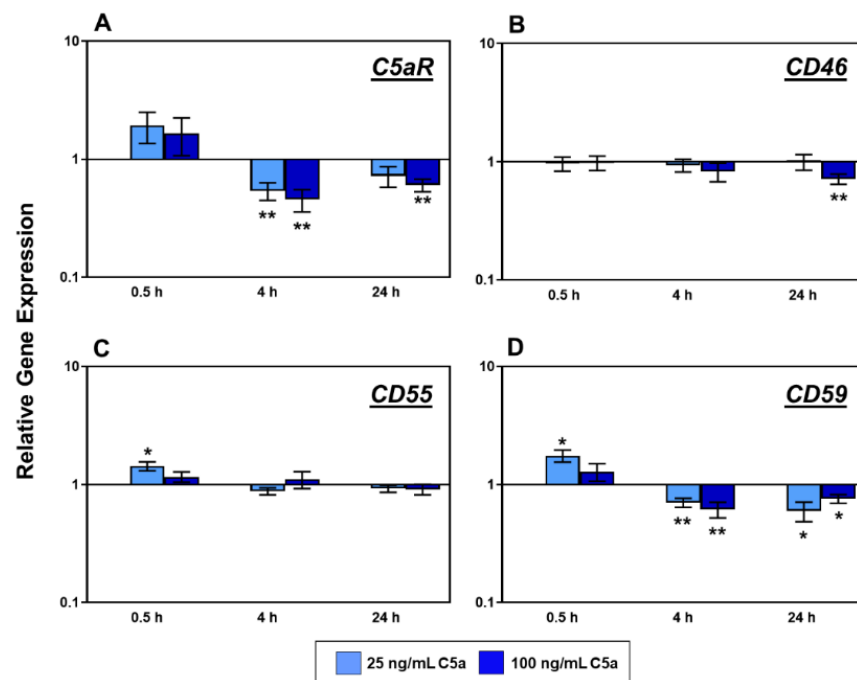 Relative Gene Expression
A
C5aR
10
1
0.1
**
**
**
0.5 h
4 h
24 h
B
CD46
10
1
0.1
**
0.5 h
4 h
24 h
C
CD55
10
1
0.1
*
0.5 h
4 h
24 h
D
CD59
10
1
0.1
*
**
**
*
*
0.5 h
4 h
24 h
25 ng/mL C5a
100 ng/mL C5a